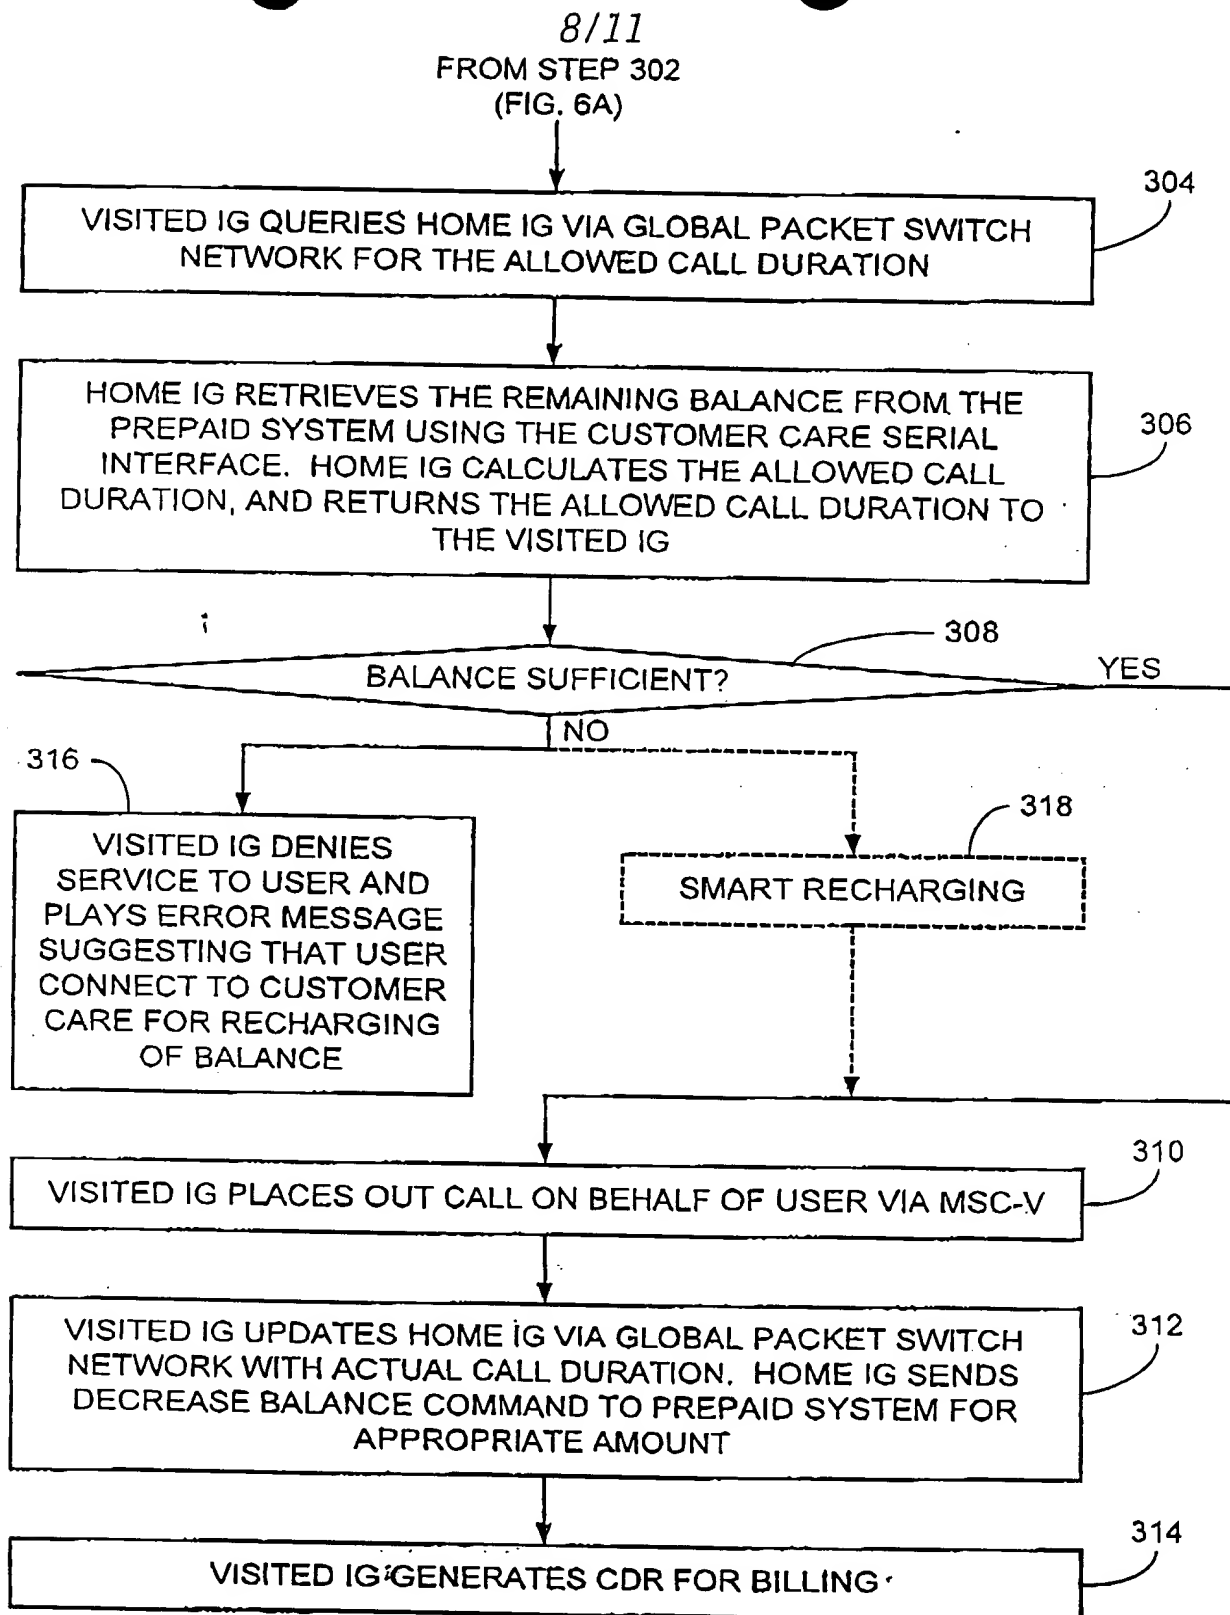 8/11
FROM STEP 302
(FIG. 6A)
304
VISITED IG QUERIES HOME IG VIA GLOBAL PACKET SWITCH
NETWORK FOR THE ALLOWED CALL DURATION
306
HOME IG RETRIEVES THE REMAINING BALANCE FROM THE
PREPAID SYSTEM USING THE CUSTOMER CARE SERIAL
INTERFACE. HOME IG CALCULATES THE ALLOWED CALL
DURATION, AND RETURNS THE ALLOWED CALL DURATION TO
THE VISITED IG
308
BALANCE SUFFICIENT?
YES
NO
316
VISITED IG DENIES
SERVICE TO USER AND
PLAYS ERROR MESSAGE
SUGGESTING THAT USER
CONNECT TO CUSTOMER
CARE FOR RECHARGING
OF BALANCE
318
SMART RECHARGING
310
VISITED IG PLACES OUT CALL ON BEHALF OF USER VIA MSC-V
312
VISITED IG UPDATES HOME IG VIA GLOBAL PACKET SWITCH
NETWORK WITH ACTUAL CALL DURATION. HOME IG SENDS
DECREASE BALANCE COMMAND TO PREPAID SYSTEM FOR
APPROPRIATE AMOUNT
314
VISITED IG GENERATES CDR FOR BILLING